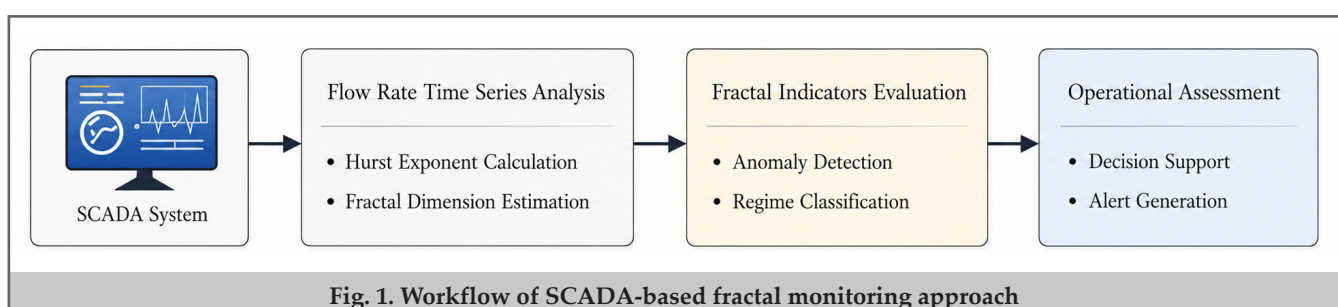 SCADA System
Flow Rate Time Series Analysis
• Hurst Exponent Calculation
• Fractal Dimension Estimation
Fractal Indicators Evaluation
• Anomaly Detection
• Regime Classification
Operational Assessment
• Decision Support
• Alert Generation
Fig. 1. Workflow of SCADA-based fractal monitoring approach